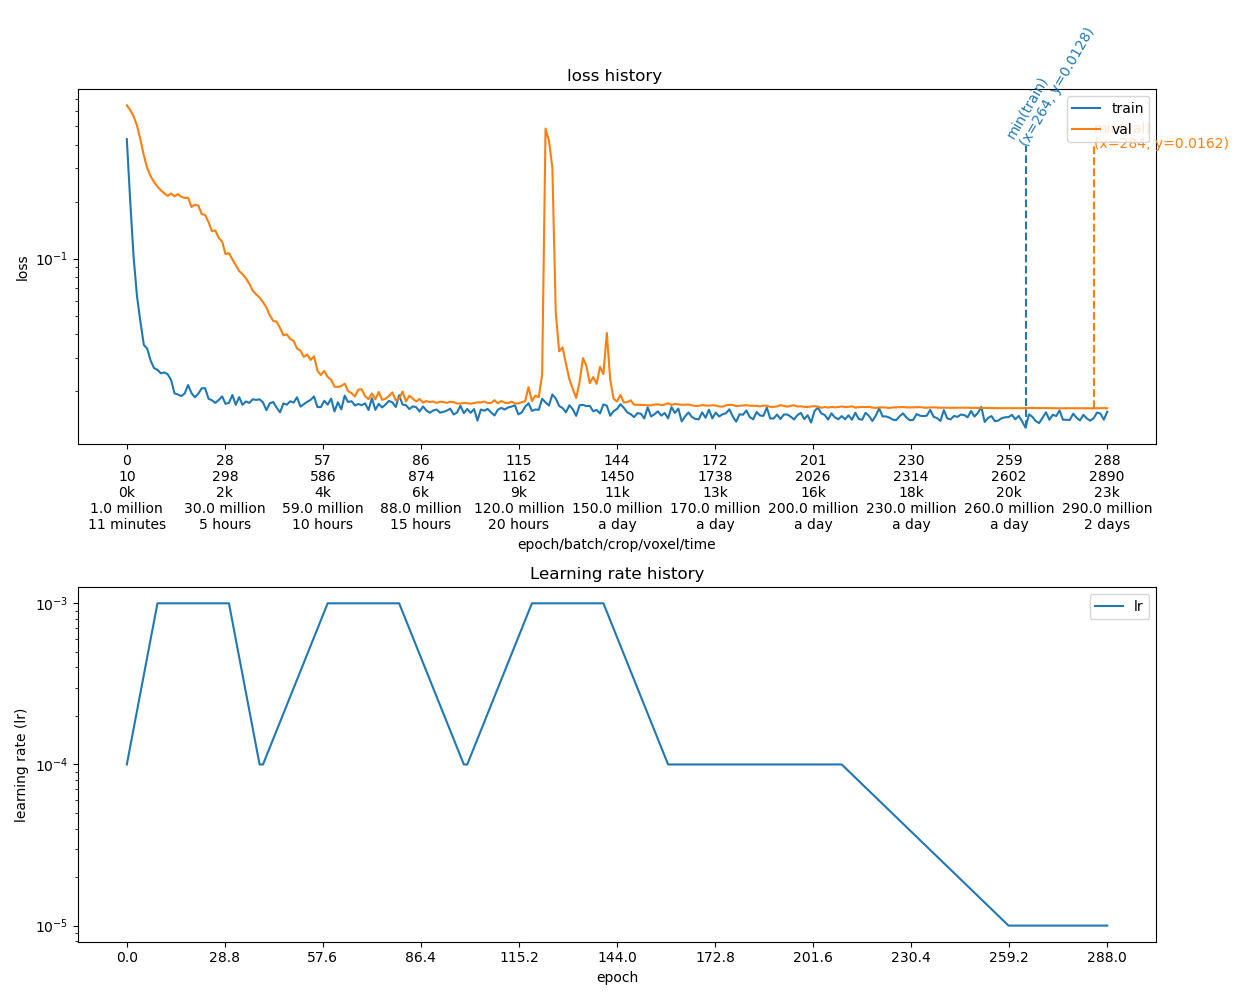 loss history
min(train)
(x=264, y=0.0128)
train
val
(x=284, y=0.0162)
loss
10⁻¹
0 28 57 86 115 144 172 201 230 259 288
10 298 586 874 1162 1450 1738 2026 2314 2602 2890
0k 2k 4k 6k 9k 11k 13k 16k 18k 20k 23k
1.0 million 30.0 million 59.0 million 88.0 million 120.0 million 150.0 million 170.0 million 200.0 million 230.0 million 260.0 million 290.0 million
11 minutes 5 hours 10 hours 15 hours 20 hours a day a day a day a day a day 2 days
epoch/batch/crop/voxel/time
Learning rate history
lr
learning rate (lr)
10⁻³
10⁻⁴
10⁻⁵
0.0 28.8 57.6 86.4 115.2 144.0 172.8 201.6 230.4 259.2 288.0
epoch